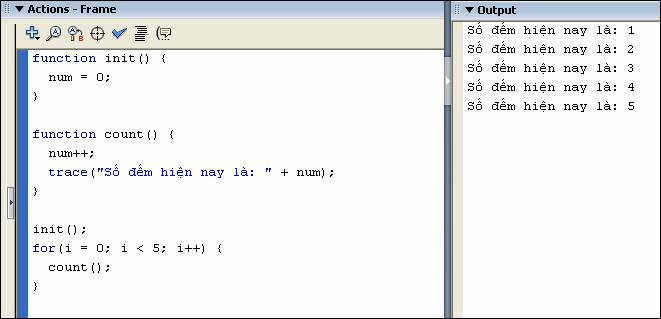 Actions - Frame
function init() {
num = 0;
}
function count() {
num++;
trace("Số đếm hiện nay là: " + num);
}
init();
for(i = 0; i < 5; i++) {
count();
}
Output
Số đếm hiện nay là: 1
Số đếm hiện nay là: 2
Số đếm hiện nay là: 3
Số đếm hiện nay là: 4
Số đếm hiện nay là: 5